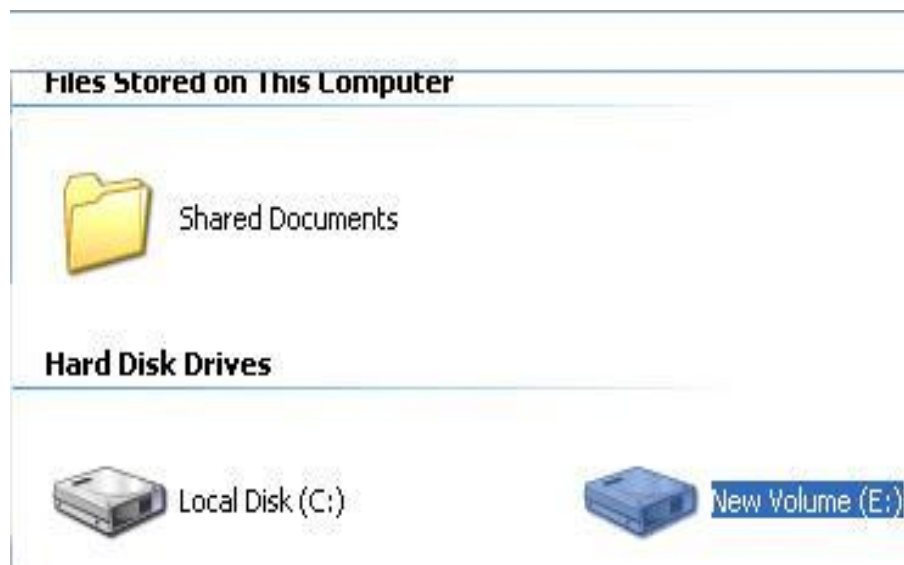 Files Stored on This Computer
Shared Documents
Hard Disk Drives
Local Disk (C:)
New Volume (E:)